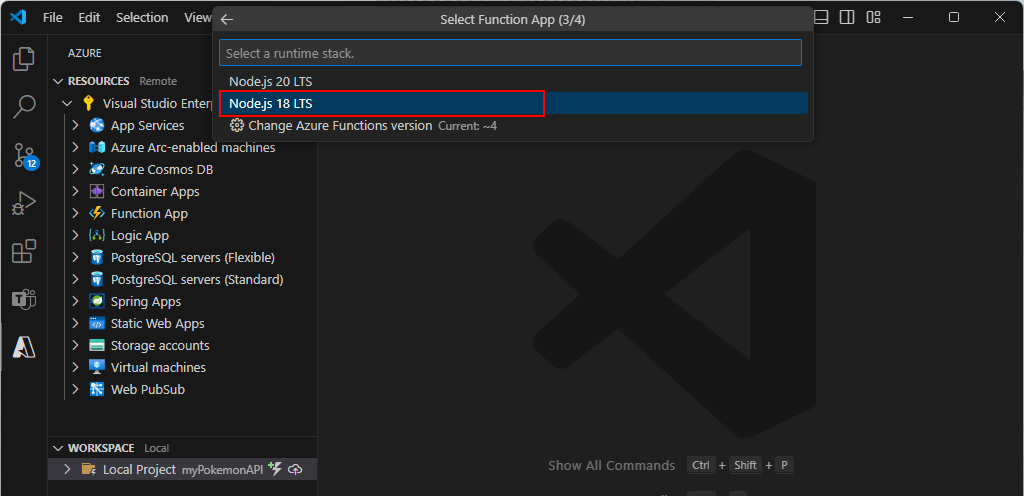 File Edit Selection View
Select Function App (3/4)
Select a runtime stack.
Node.js 20 LTS
Node.js 18 LTS
Change Azure Functions version Current: ~4
AZURE
RESOURCES Remote
Visual Studio
App Services
Azure Arc-enabled machines
Azure Cosmos DB
Container Apps
Function App
Logic App
PostgreSQL servers (Flexible)
PostgreSQL servers (Standard)
Spring Apps
Static Web Apps
Storage accounts
Virtual machines
Web PubSub
12
WORKSPACE Local
Local Project myPokemonAPI
Show All Commands Ctrl + Shift + P